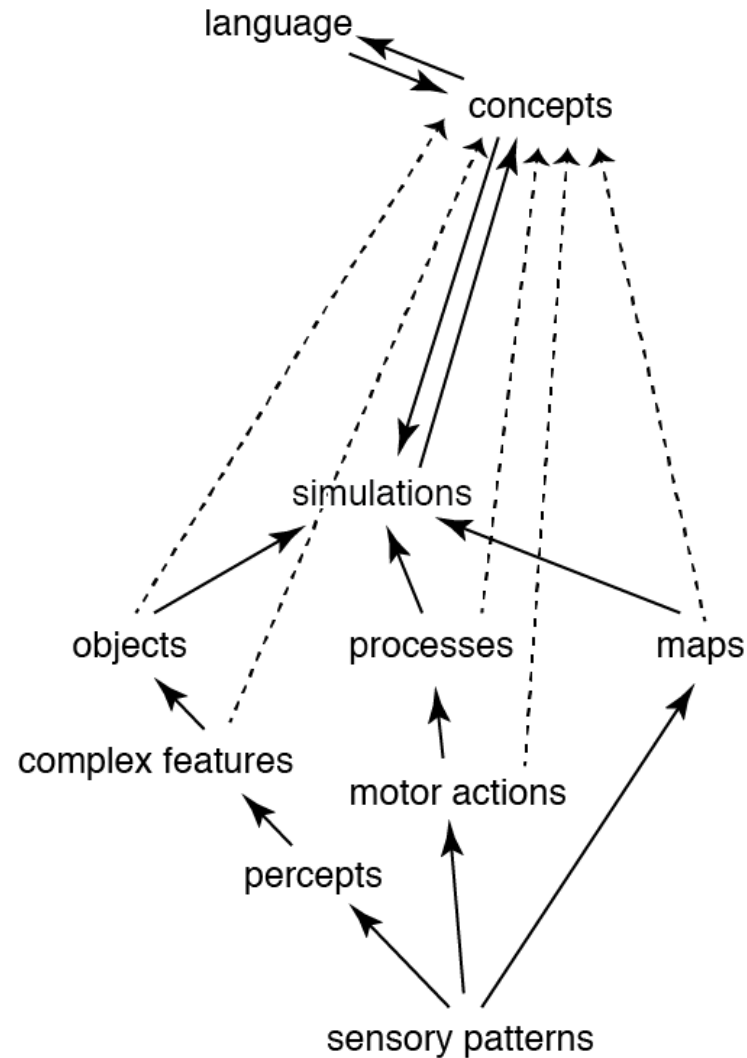 language
concepts
simulations
objects
processes
maps
complex features
motor actions
percepts
sensory patterns